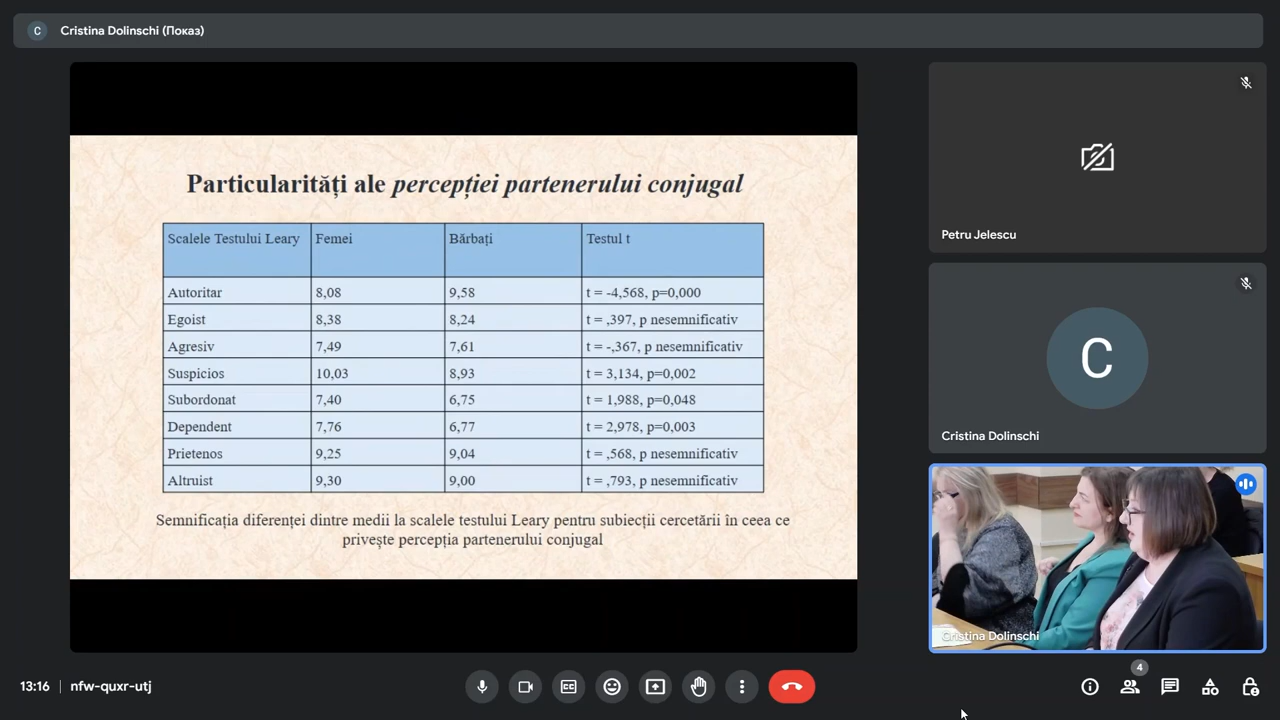 C Cristina Dolinschi (Показ)
Particularități ale percepției partenerului conjugal
Scalele Testului Leary Femei Bărbați Testul t
Autoritar 8,08 9,58 t = -4,568, p=0,000
Egoist 8,38 8,24 t = ,397, p nesemnificativ
Agresiv 7,49 7,61 t = -,367, p nesemnificativ
Suspicios 10,03 8,93 t = 3,134, p=0,002
Subordonat 7,40 6,75 t = 1,988, p=0,048
Dependent 7,76 6,77 t = 2,978, p=0,003
Prietenos 9,25 9,04 t = ,568, p nesemnificativ
Altruist 9,30 9,00 t = ,793, p nesemnificativ
Semnificația diferenței dintre medii la scalele testului Leary pentru subiecții cercetării în ceea ce
privește percepția partenerului conjugal
Petru Jelescu
C
Cristina Dolinschi
Cristina Dolinschi
13:16 | nfw-quxr-utj
4